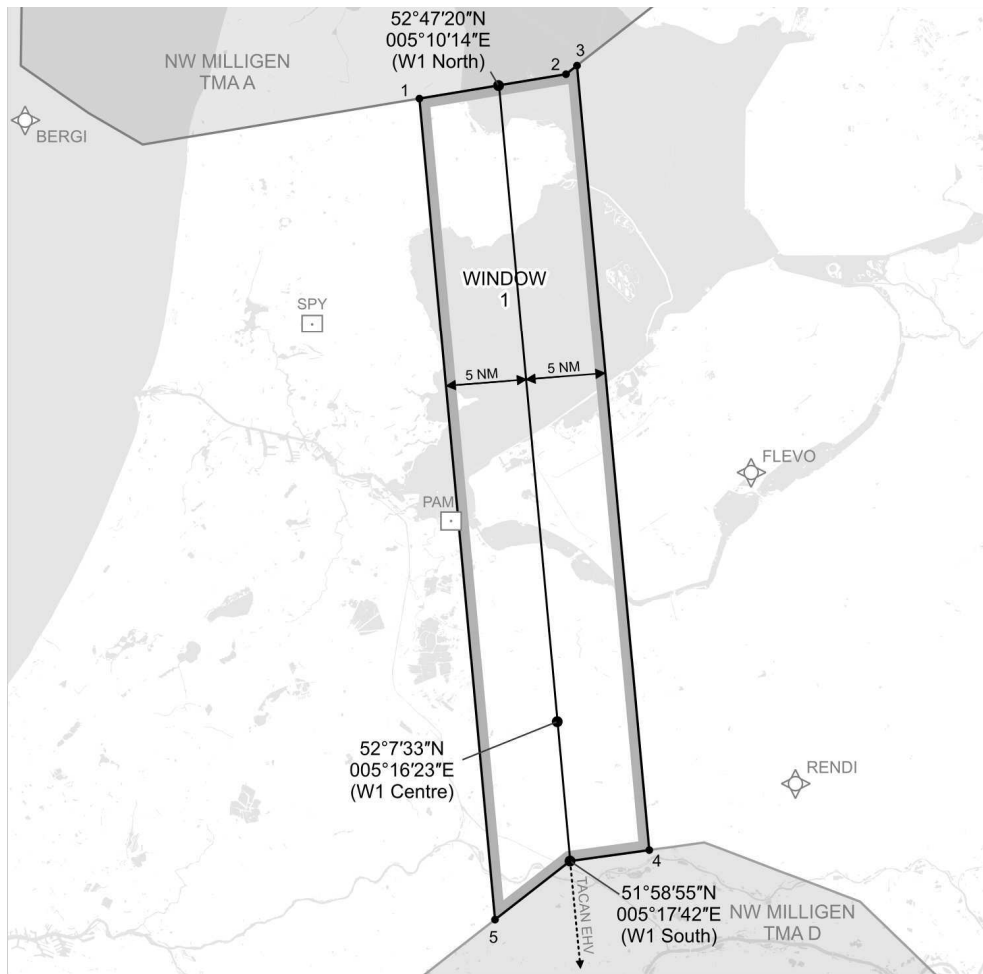 52°47'20"N
005°10'14"E
(W1 North)
3
2
1
NW MILLIGEN
TMA A
BERGI
WINDOW
1
SPY
5 NM
5 NM
FLEVO
PAM
52°7'33"N
005°16'23"E
(W1 Centre)
RENDI
4
51°58'55"N
005°17'42"E
(W1 South)
TACAN EHV
NW MILLIGEN
TMA D
5